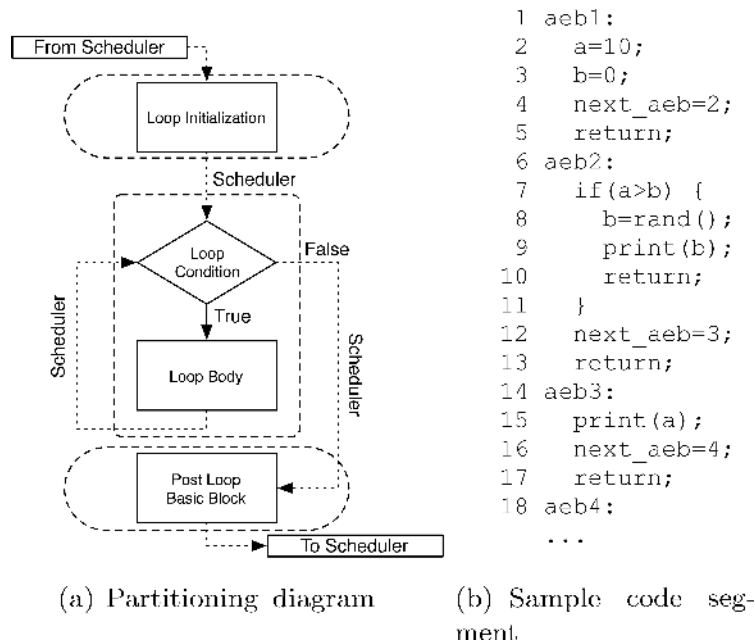 From Scheduler
Loop Initialization
Scheduler
Loop
Condition
False
True
Scheduler
Loop Body
Scheduler
Post Loop
Basic Block
To Scheduler
(a) Partitioning diagram
1 aeb1:
2 a=10;
3 b=0;
4 next_aeb=2;
5 return;
6 aeb2:
7 if(a>b) {
8 b=rand();
9 print(b);
10 return;
11 }
12 next_aeb=3;
13 return;
14 aeb3:
15 print(a);
16 next_aeb=4;
17 return;
18 aeb4:
...
(b) Sample code seg-
ment